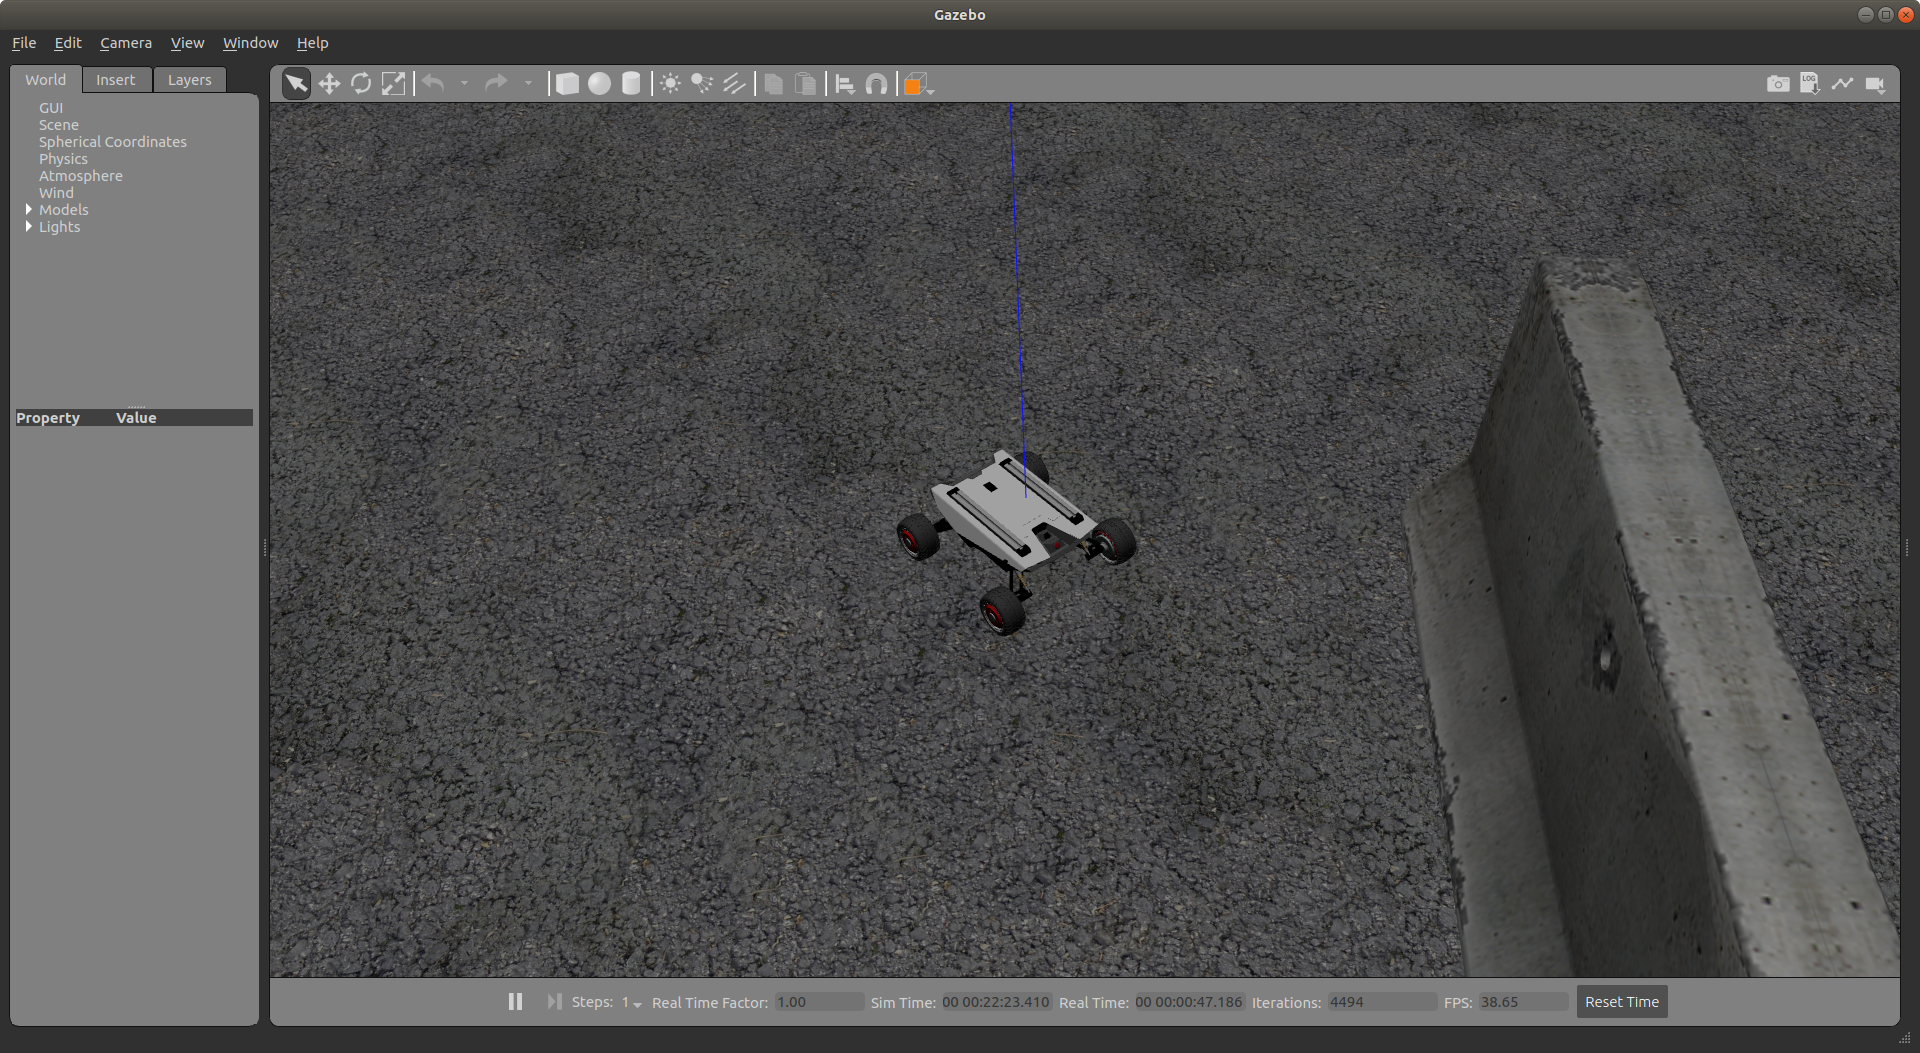 Gazebo
File Edit Camera View Window Help
World Insert Layers
LOG
GUI
Scene
Spherical Coordinates
Physics
Atmosphere
Wind
Models
Lights
Property Value
Steps: 1 Real Time Factor: 1.00 Sim Time: 00 00:22:23.410 Real Time: 00 00:00:47.186 Iterations: 4494 FPS: 38.65 Reset Time